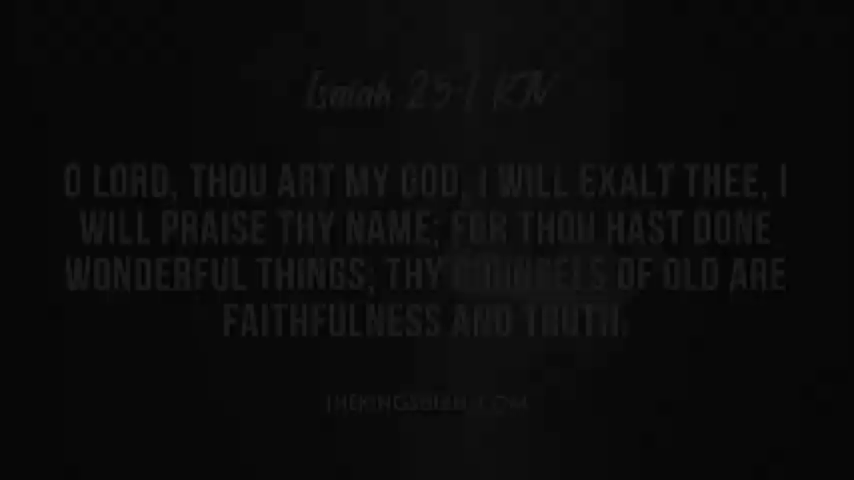 Isaiah 25:1 KJV
O LORD, THOU ART MY GOD, I WILL EXALT THEE, I
WILL PRAISE THY NAME; FOR THOU HAST DONE
WONDERFUL THINGS; THY COUNSELS OF OLD ARE
FAITHFULNESS AND TRUTH.